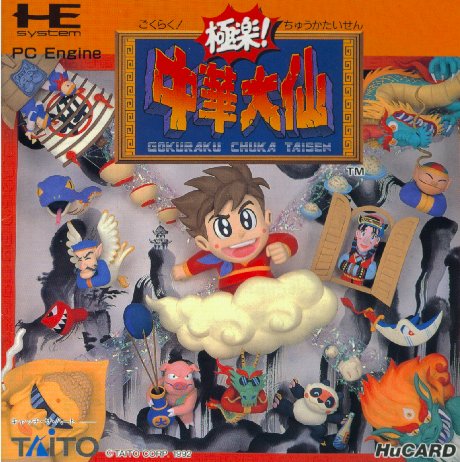 HE
system
PC Engine
ごくらく!
ちゅうかたいせん
極楽!
中華大仙
GOKURAKU CHUKA TAISEN
TM
TAITO
© TAITO CORP. 1992
HuCARD